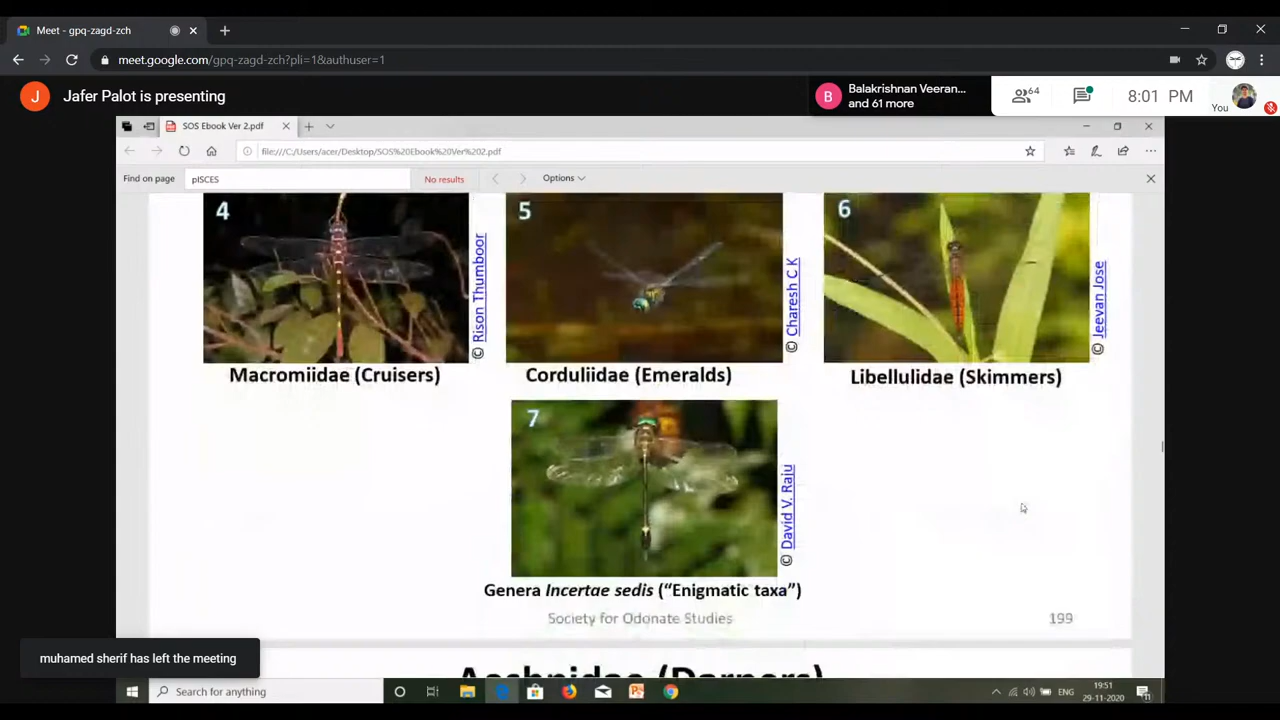 Meet - gpq-zagd-zch
meet.google.com/gpq-zagd-zch?pli=1&authuser=1
J
Jafer Palot is presenting
B
Balakrishnan Veeran...
and 61 more
64
8:01 PM
You
SOS Ebook Ver 2.pdf
file:///C:/Users/acer/Desktop/SOS%20Ebook%20Ver%202.pdf
Find on page
pISCES
No results
Options
4
© Rison Thumboor
5
© Charesh C K
6
© Jeevan Jose
Macromiidae (Cruisers)
Corduliidae (Emeralds)
Libellulidae (Skimmers)
7
© David V. Raju
Genera Incertae sedis (“Enigmatic taxa”)
Society for Odonate Studies
199
Aeshnidae (Darners)
muhamed sherif has left the meeting
Search for anything
ENG
19:51
29-11-2020